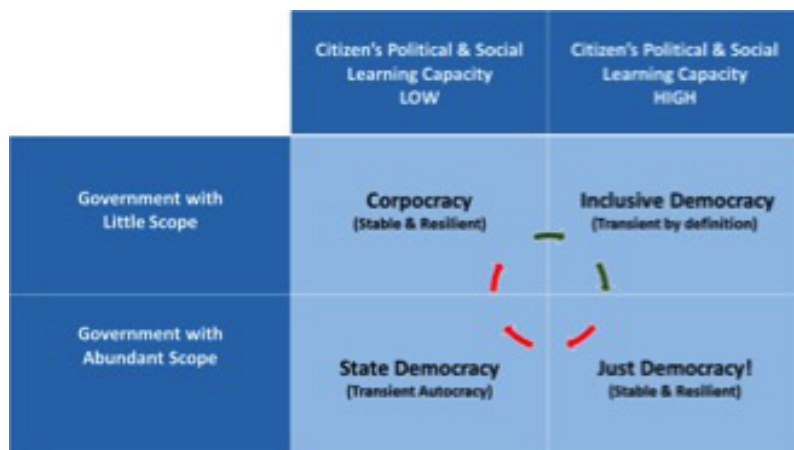 Citizen's Political & Social
Learning Capacity
LOW
Citizen's Political & Social
Learning Capacity
HIGH
Government with
Little Scope
Corpocracy
(Stable & Resilient)
Inclusive Democracy
(Transient by definition)
Government with
Abundant Scope
State Democracy
(Transient Autocracy)
Just Democracy!
(Stable & Resilient)